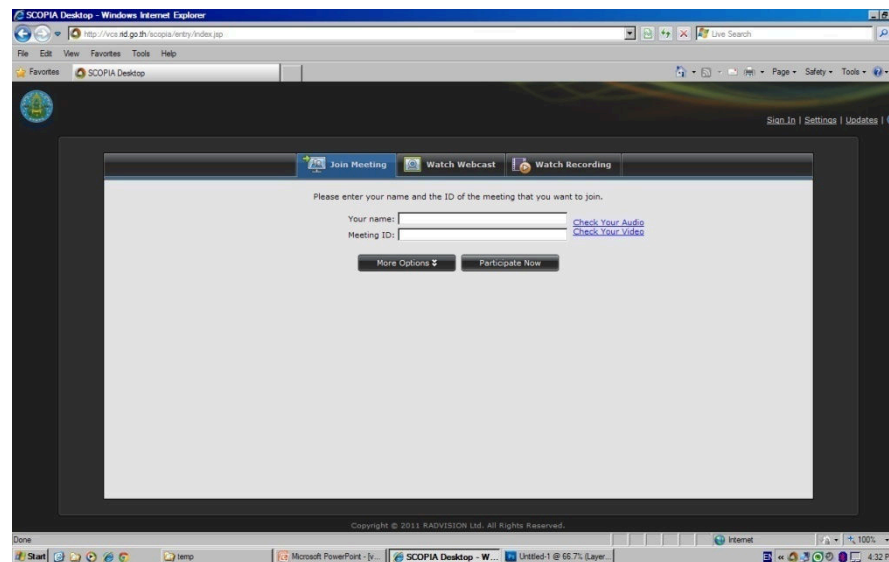 SCOPIA Desktop - Windows Internet Explorer
http://vcs.rid.go.th/scopia/entry/index.jsp
Live Search
File Edit View Favorites Tools Help
Favorites SCOPIA Desktop
Page Safety Tools
Sign In | Settings | Updates |
Join Meeting Watch Webcast Watch Recording
Please enter your name and the ID of the meeting that you want to join.
Your name: Check Your Audio
Meeting ID: Check Your Video
More Options Participate Now
Copyright © 2011 RADVISION Ltd. All Rights Reserved.
Done Internet 100%
Start temp Microsoft PowerPoint - [v... SCOPIA Desktop - W... Untitled-1 @ 66.7% (Layer... EN « 4:32 P